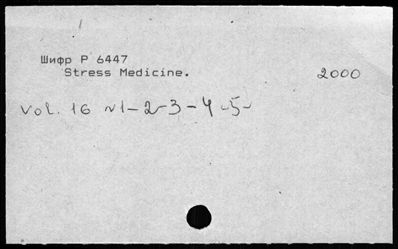 Шифр Р 6447
Stress Medicine. 2000
vol. 16 N1-2-3-4-5-